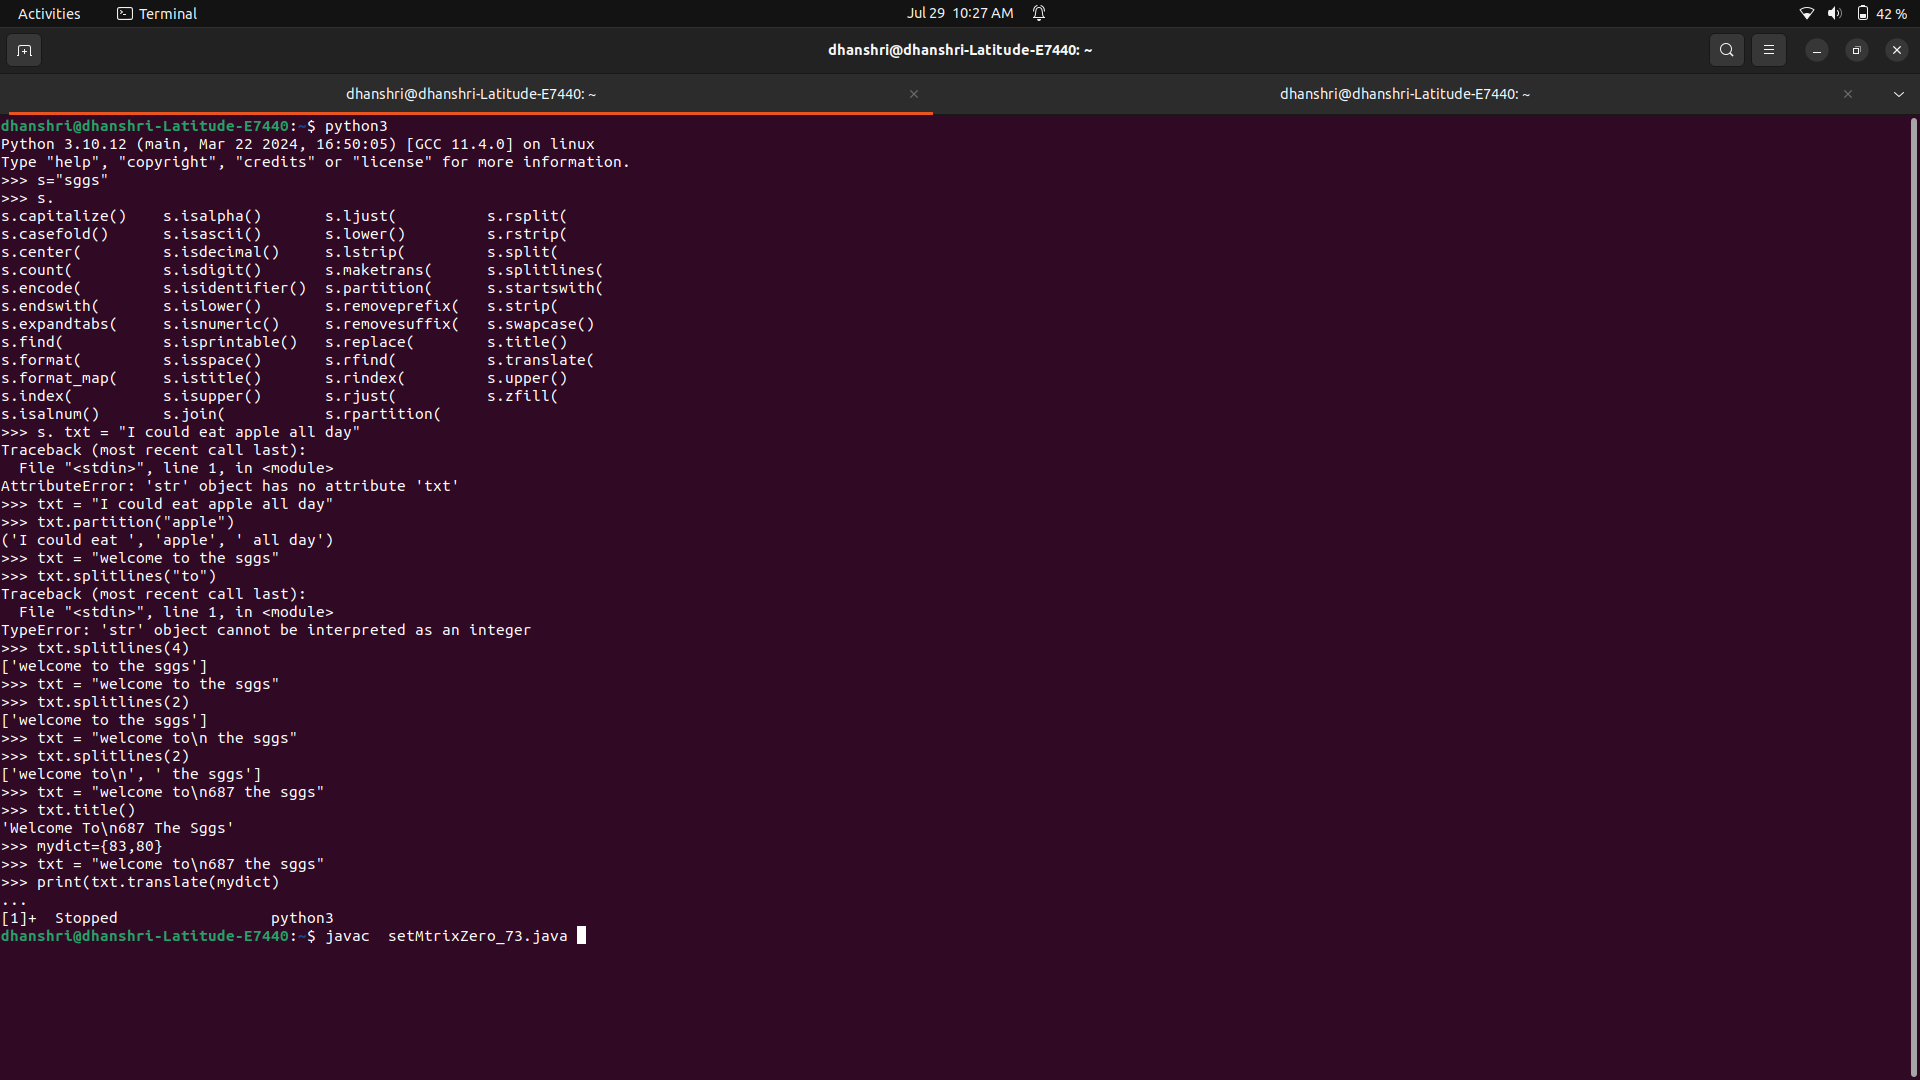 Activities Terminal Jul 29 10:27 AM 42 %
dhanshri@dhanshri-Latitude-E7440: ~
dhanshri@dhanshri-Latitude-E7440: ~ dhanshri@dhanshri-Latitude-E7440: ~
dhanshri@dhanshri-Latitude-E7440:~$ python3
Python 3.10.12 (main, Mar 22 2024, 16:50:05) [GCC 11.4.0] on linux
Type "help", "copyright", "credits" or "license" for more information.
>>> s="sggs"
>>> s.
s.capitalize()    s.isalpha()       s.ljust(          s.rsplit(
s.casefold()      s.isascii()       s.lower()         s.rstrip(
s.center(         s.isdecimal()     s.lstrip(         s.split(
s.count(          s.isdigit()       s.maketrans(      s.splitlines(
s.encode(         s.isidentifier()  s.partition(      s.startswith(
s.endswith(       s.islower()       s.removeprefix(   s.strip(
s.expandtabs(     s.isnumeric()     s.removesuffix(   s.swapcase()
s.find(           s.isprintable()   s.replace(        s.title()
s.format(         s.isspace()       s.rfind(          s.translate(
s.format_map(     s.istitle()       s.rindex(         s.upper()
s.index(          s.isupper()       s.rjust(          s.zfill(
s.isalnum()       s.join(           s.rpartition(
>>> s. txt = "I could eat apple all day"
Traceback (most recent call last):
  File "<stdin>", line 1, in <module>
AttributeError: 'str' object has no attribute 'txt'
>>> txt = "I could eat apple all day"
>>> txt.partition("apple")
('I could eat ', 'apple', ' all day')
>>> txt = "welcome to the sggs"
>>> txt.splitlines("to")
Traceback (most recent call last):
  File "<stdin>", line 1, in <module>
TypeError: 'str' object cannot be interpreted as an integer
>>> txt.splitlines(4)
['welcome to the sggs']
>>> txt = "welcome to the sggs"
>>> txt.splitlines(2)
['welcome to the sggs']
>>> txt = "welcome to\n the sggs"
>>> txt.splitlines(2)
['welcome to\n', ' the sggs']
>>> txt = "welcome to\n687 the sggs"
>>> txt.title()
'Welcome To\n687 The Sggs'
>>> mydict={83,80}
>>> txt = "welcome to\n687 the sggs"
>>> print(txt.translate(mydict)
...
[1]+  Stopped                 python3
dhanshri@dhanshri-Latitude-E7440:~$ javac  setMtrixZero_73.java